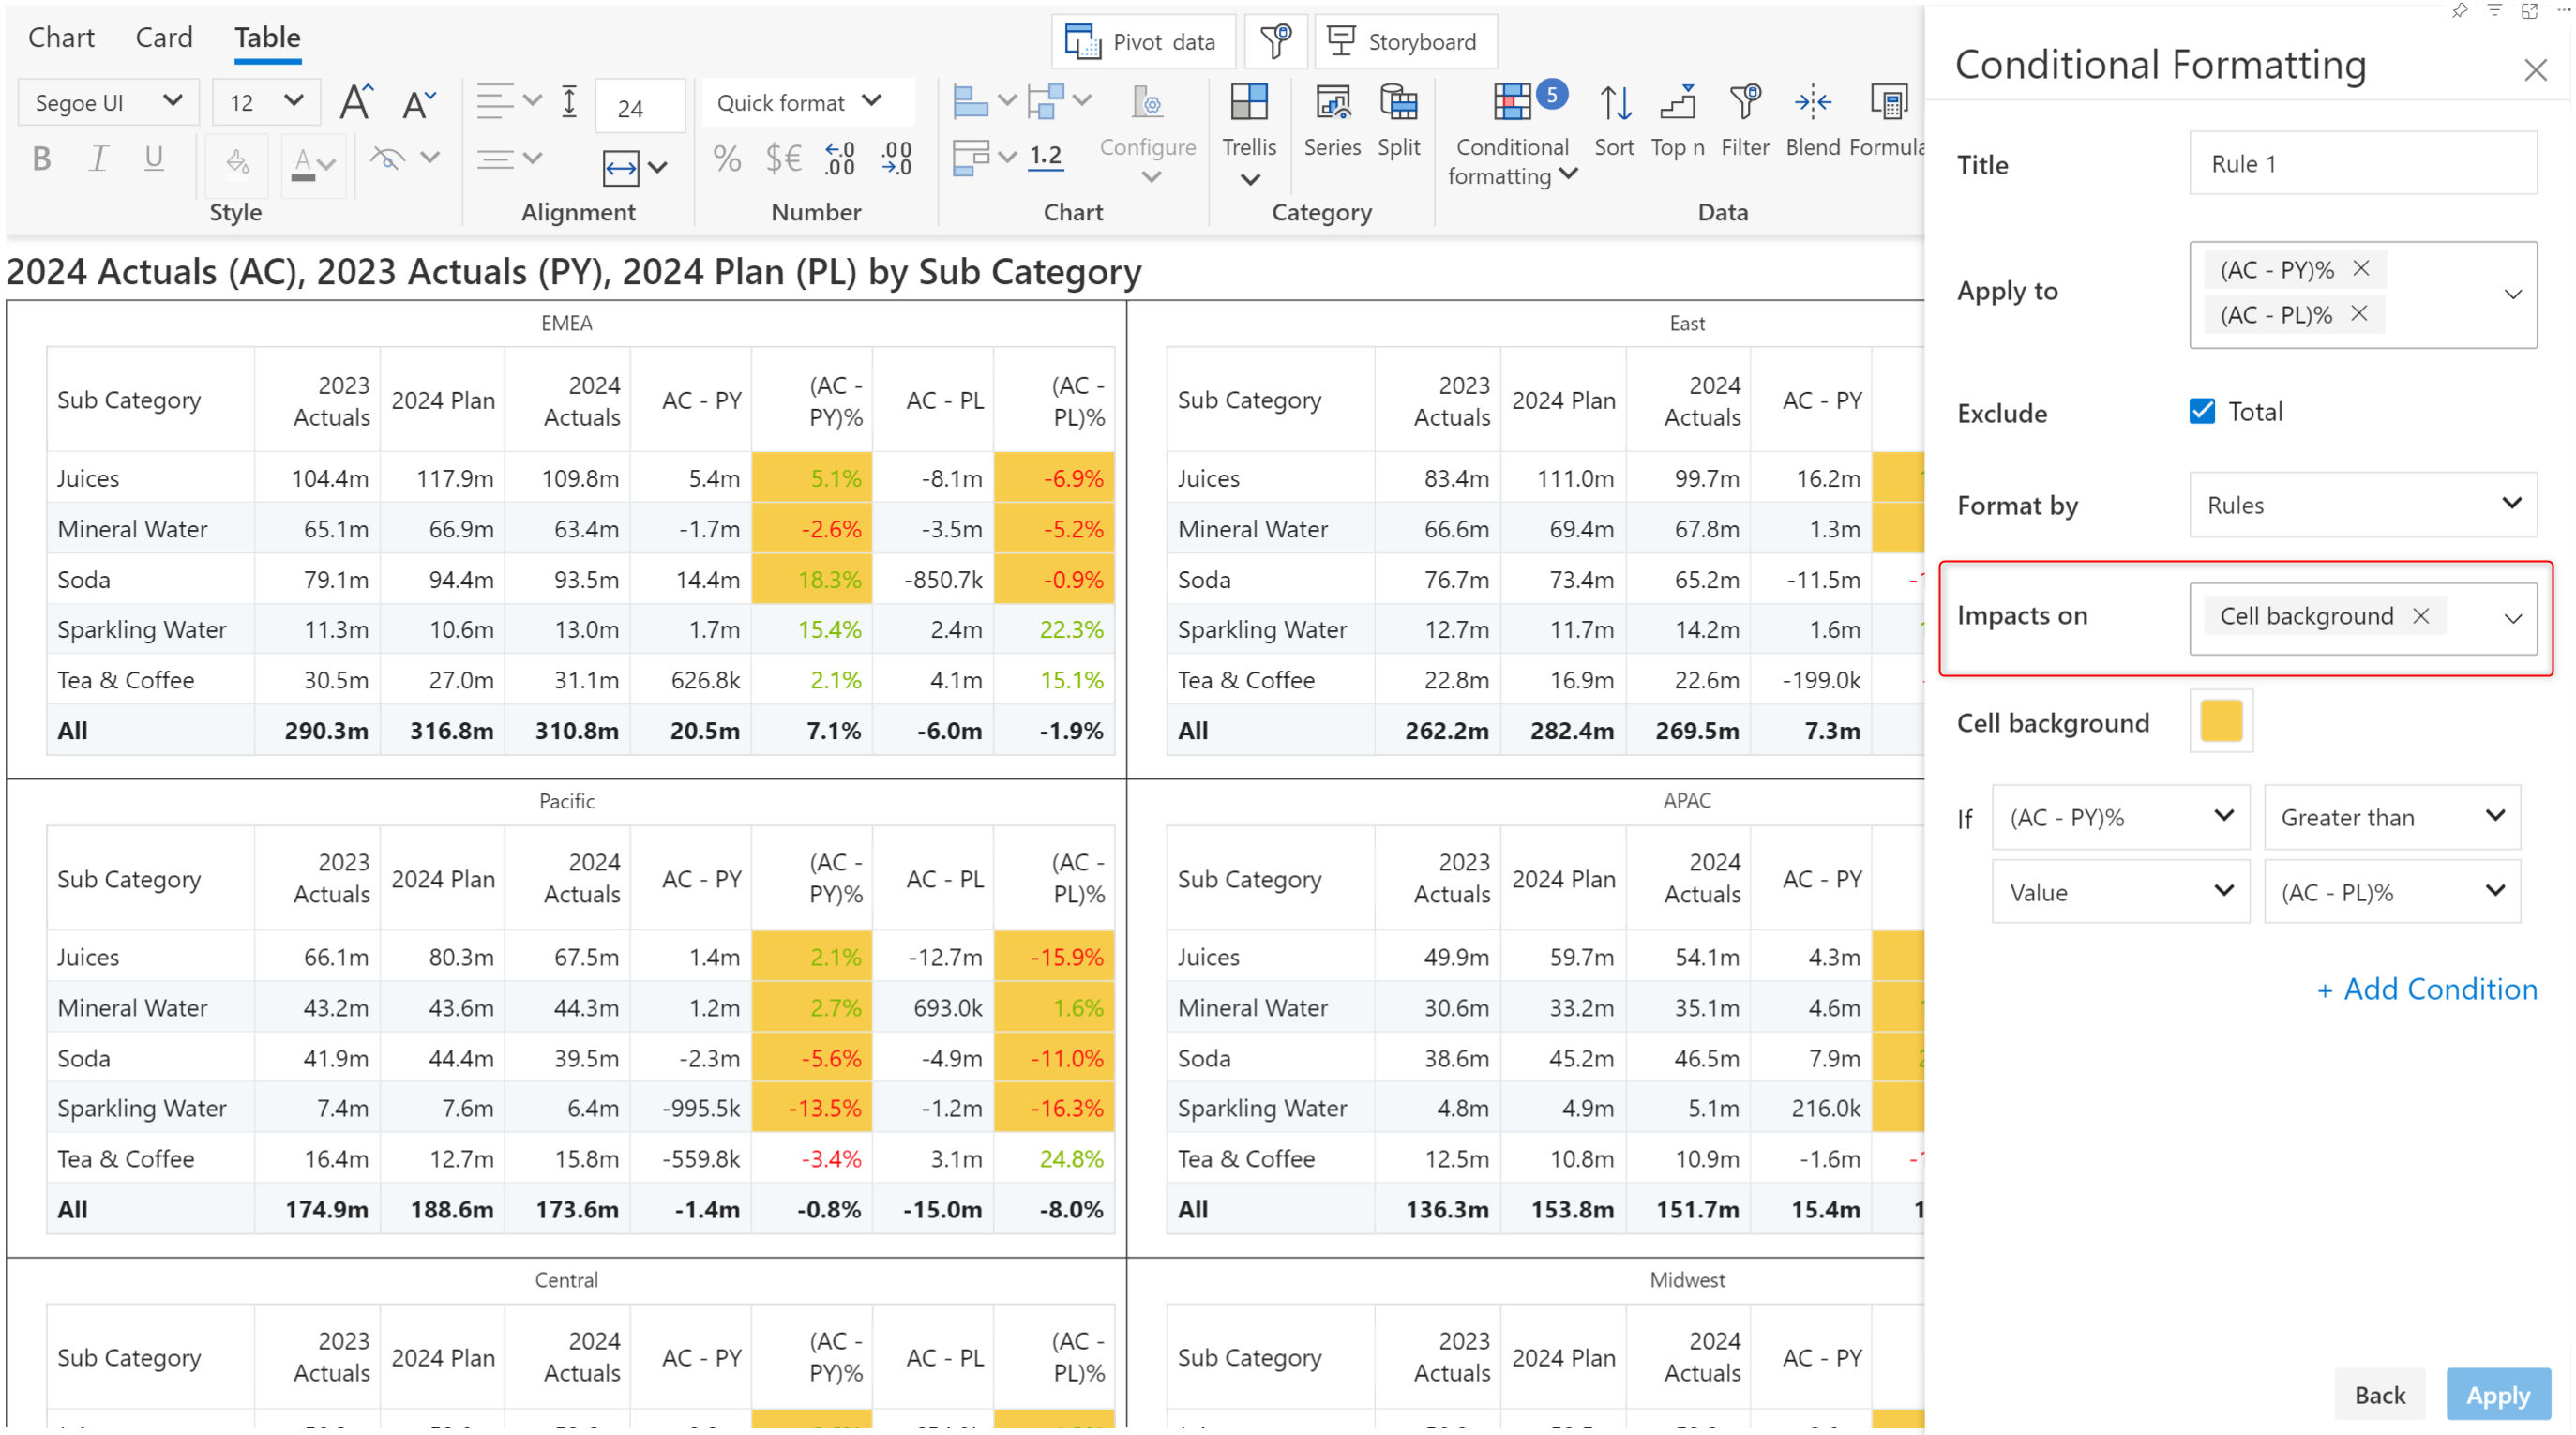 Chart Card Table
Pivot data Storyboard
Segoe UI 12 24 Quick format
B I U A % $€ 1.2 Configure Trellis Series Split Conditional formatting 5 Sort Top n Filter Blend Formula
Style Alignment Number Chart Category Data
2024 Actuals (AC), 2023 Actuals (PY), 2024 Plan (PL) by Sub Category
EMEA
Sub Category 2023 Actuals 2024 Plan 2024 Actuals AC - PY (AC - PY)% AC - PL (AC - PL)%
Juices 104.4m 117.9m 109.8m 5.4m 5.1% -8.1m -6.9%
Mineral Water 65.1m 66.9m 63.4m -1.7m -2.6% -3.5m -5.2%
Soda 79.1m 94.4m 93.5m 14.4m 18.3% -850.7k -0.9%
Sparkling Water 11.3m 10.6m 13.0m 1.7m 15.4% 2.4m 22.3%
Tea & Coffee 30.5m 27.0m 31.1m 626.8k 2.1% 4.1m 15.1%
All 290.3m 316.8m 310.8m 20.5m 7.1% -6.0m -1.9%
East
Sub Category 2023 Actuals 2024 Plan 2024 Actuals AC - PY
Juices 83.4m 111.0m 99.7m 16.2m
Mineral Water 66.6m 69.4m 67.8m 1.3m
Soda 76.7m 73.4m 65.2m -11.5m
Sparkling Water 12.7m 11.7m 14.2m 1.6m
Tea & Coffee 22.8m 16.9m 22.6m -199.0k
All 262.2m 282.4m 269.5m 7.3m
Pacific
Sub Category 2023 Actuals 2024 Plan 2024 Actuals AC - PY (AC - PY)% AC - PL (AC - PL)%
Juices 66.1m 80.3m 67.5m 1.4m 2.1% -12.7m -15.9%
Mineral Water 43.2m 43.6m 44.3m 1.2m 2.7% 693.0k 1.6%
Soda 41.9m 44.4m 39.5m -2.3m -5.6% -4.9m -11.0%
Sparkling Water 7.4m 7.6m 6.4m -995.5k -13.5% -1.2m -16.3%
Tea & Coffee 16.4m 12.7m 15.8m -559.8k -3.4% 3.1m 24.8%
All 174.9m 188.6m 173.6m -1.4m -0.8% -15.0m -8.0%
APAC
Sub Category 2023 Actuals 2024 Plan 2024 Actuals AC - PY
Juices 49.9m 59.7m 54.1m 4.3m
Mineral Water 30.6m 33.2m 35.1m 4.6m
Soda 38.6m 45.2m 46.5m 7.9m
Sparkling Water 4.8m 4.9m 5.1m 216.0k
Tea & Coffee 12.5m 10.8m 10.9m -1.6m
All 136.3m 153.8m 151.7m 15.4m
Central
Sub Category 2023 Actuals 2024 Plan 2024 Actuals AC - PY (AC - PY)% AC - PL (AC - PL)%
Midwest
Sub Category 2023 Actuals 2024 Plan 2024 Actuals AC - PY
Conditional Formatting
Title Rule 1
Apply to (AC - PY)%
(AC - PL)%
Exclude Total
Format by Rules
Impacts on Cell background
Cell background
If (AC - PY)% Greater than
Value (AC - PL)%
+ Add Condition
Back Apply